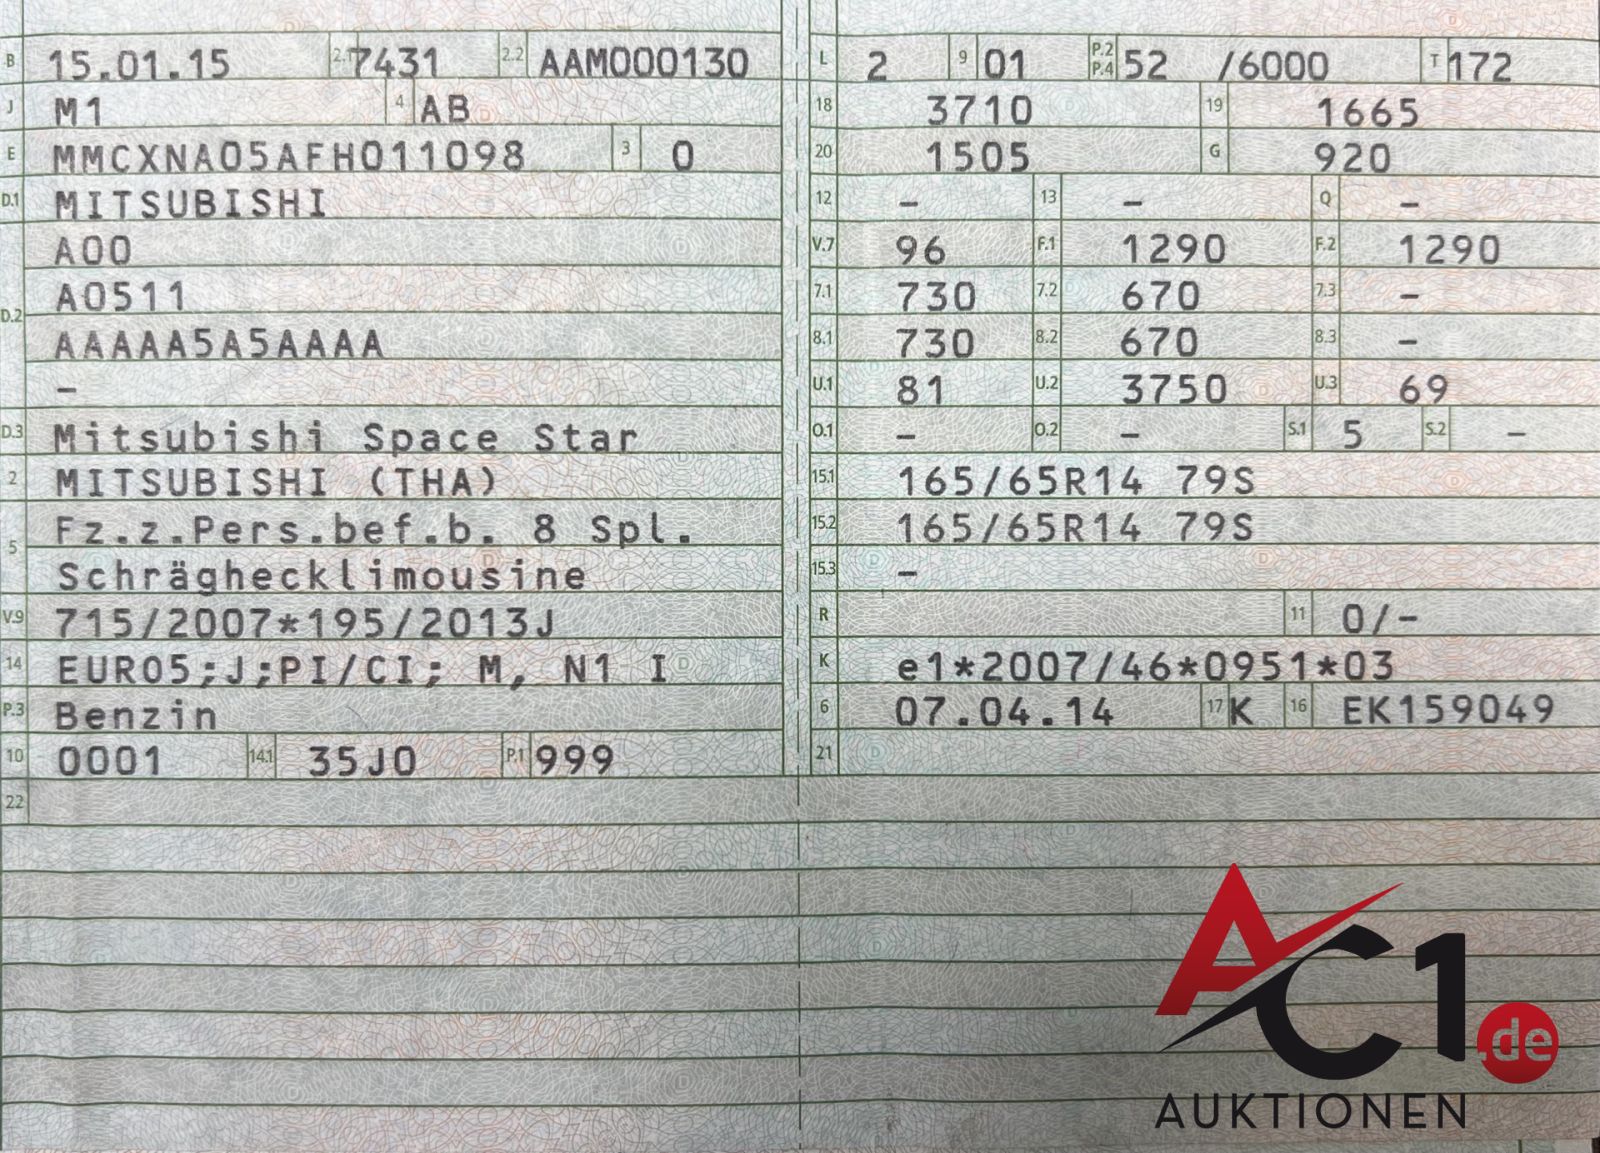 B 15.01.15 2.1 7431 2.2 AAM000130
J M1 4 AB
E MMCXNA05AFH011098 3 0
D.1 MITSUBISHI
A00
D.2 A0511
AAAAA5A5AAAA
–
D.3 Mitsubishi Space Star
2 MITSUBISHI (THA)
5 Fz.z.Pers.bef.b. 8 Spl.
Schräghecklimousine
V.9 715/2007*195/2013J
14 EURO5;J;PI/CI; M, N1 I
P.3 Benzin
10 0001 14.1 35J0 P.1 999
22
L 2 9 01 P.2 P.4 52 /6000 T 172
18 3710 19 1665
20 1505 G 920
12 – 13 – Q –
V.7 96 F.1 1290 F.2 1290
7.1 730 7.2 670 7.3 –
8.1 730 8.2 670 8.3 –
U.1 81 U.2 3750 U.3 69
O.1 – O.2 – S.1 5 S.2 –
15.1 165/65R14 79S
15.2 165/65R14 79S
15.3 –
R 11 0/–
K e1*2007/46*0951*03
6 07.04.14 17 K 16 EK159049
21
AC1.de
AUKTIONEN